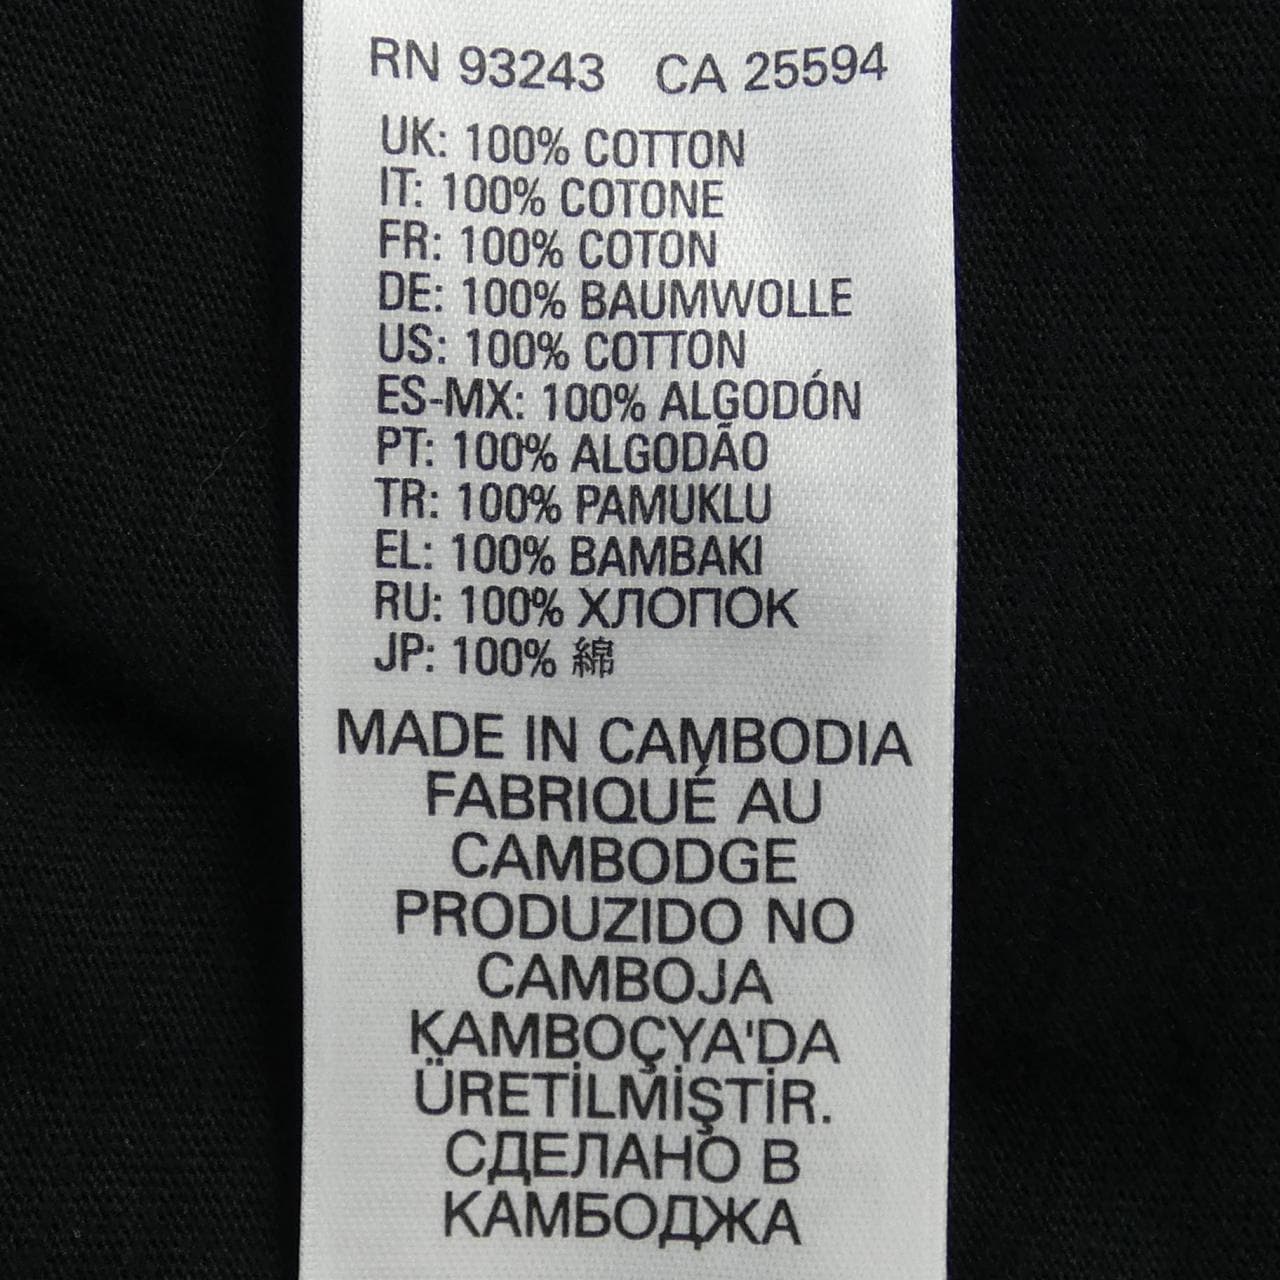 RN 93243 CA 25594
UK: 100% COTTON
IT: 100% COTONE
FR: 100% COTON
DE: 100% BAUMWOLLE
US: 100% COTTON
ES-MX: 100% ALGODÓN
PT: 100% ALGODÃO
TR: 100% PAMUKLU
EL: 100% BAMBAKI
RU: 100% ХЛОПОК
JP: 100% 綿
MADE IN CAMBODIA
FABRIQUÉ AU
CAMBODGE
PRODUZIDO NO
CAMBOJA
KAMBOÇYA'DA
ÜRETİLMİŞTİR.
СДЕЛАНО В
КАМБОДЖА